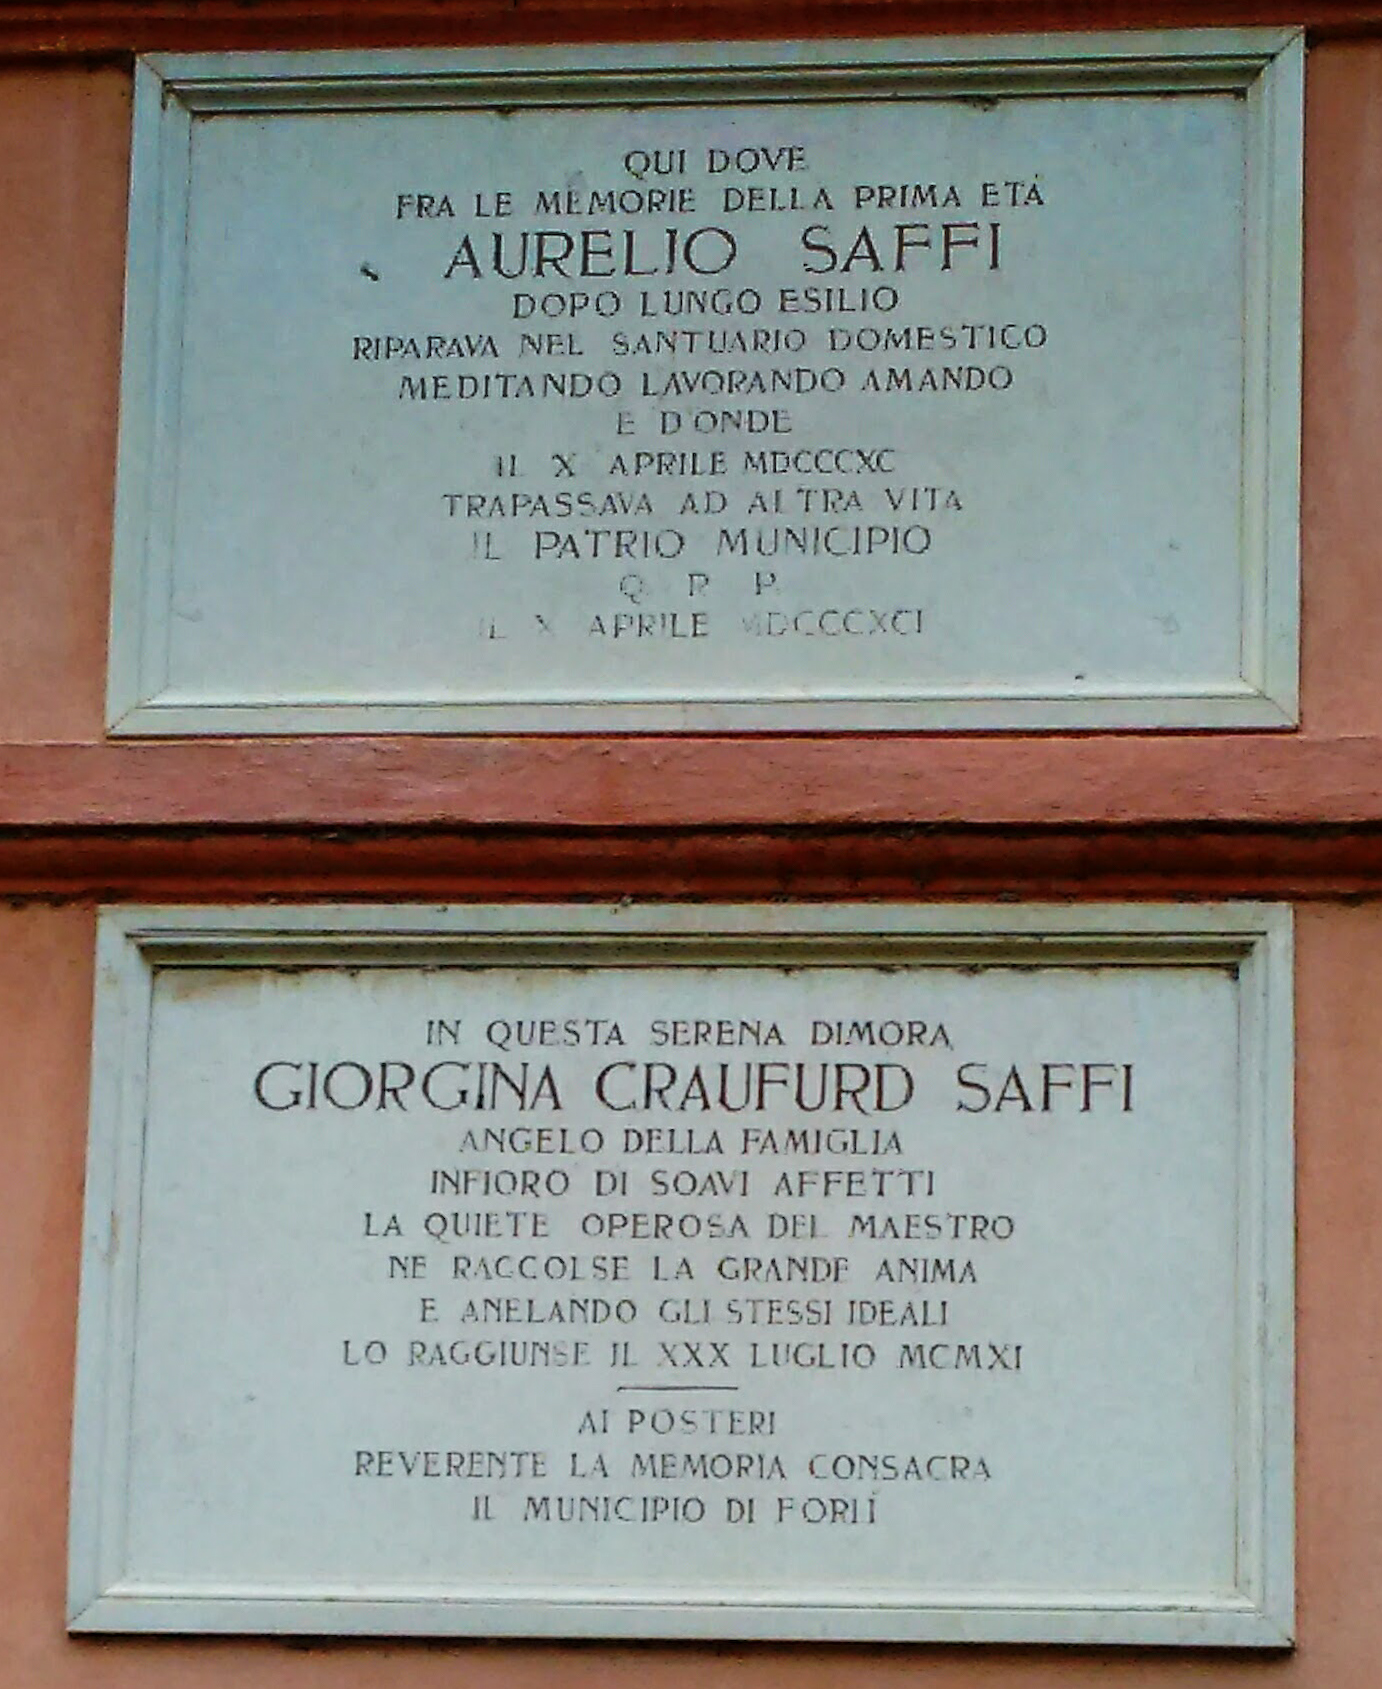 QUI DOVE
FRA LE MEMORIE DELLA PRIMA ETÀ
AURELIO SAFFI
DOPO LUNGO ESILIO
RIPARAVA NEL SANTUARIO DOMESTICO
MEDITANDO LAVORANDO AMANDO
E D'ONDE
IL X APRILE MDCCCXC
TRAPASSAVA AD ALTRA VITA
IL PATRIO MUNICIPIO
Q P P
IL X APRILE MDCCCXCI
IN QUESTA SERENA DIMORA
GIORGINA CRAUFURD SAFFI
ANGELO DELLA FAMIGLIA
INFIORO DI SOAVI AFFETTI
LA QUIETE OPEROSA DEL MAESTRO
NE RACCOLSE LA GRANDE ANIMA
E ANELANDO GLI STESSI IDEALI
LO RAGGIUNSE IL XXX LUGLIO MCMXI
AI POSTERI
REVERENTE LA MEMORIA CONSACRA
IL MUNICIPIO DI FORLÌ